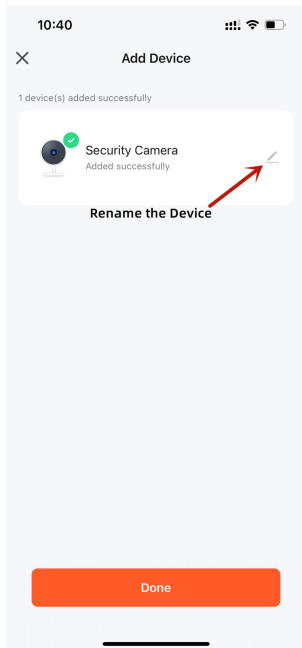 10:40
Add Device
1 device(s) added successfully
Security Camera
Added successfully
Rename the Device
Done